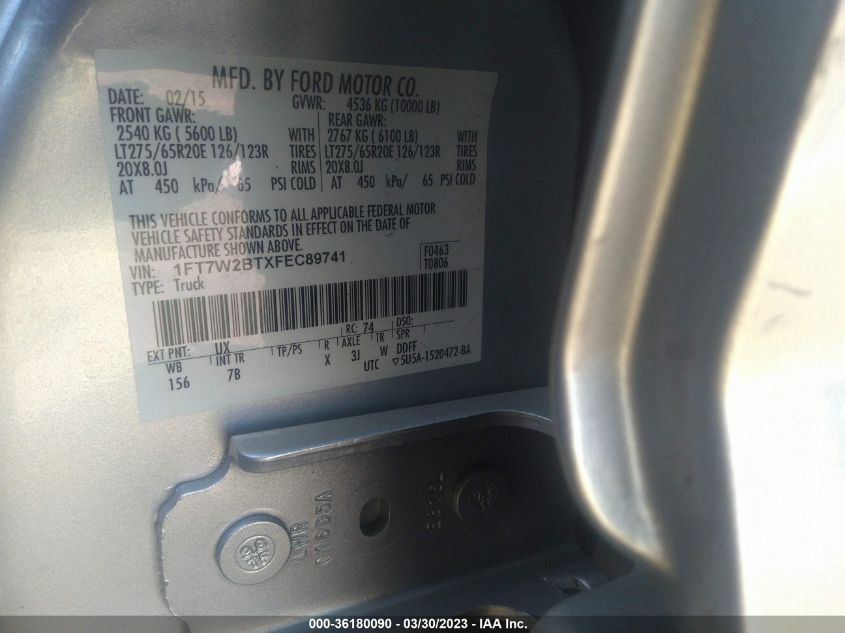 MFD. BY FORD MOTOR CO.
DATE: 02/15 GVWR: 4536 KG (10000 LB)
FRONT GAWR: REAR GAWR:
2540 KG ( 5600 LB) WITH 2767 KG ( 6100 LB) WITH
LT275/65R20E 126/123R TIRES LT275/65R20E 126/123R TIRES
20X8.0J RIMS 20X8.0J RIMS
AT 450 kPa/ 65 PSI COLD AT 450 kPa/ 65 PSI COLD
THIS VEHICLE CONFORMS TO ALL APPLICABLE FEDERAL MOTOR
VEHICLE SAFETY STANDARDS IN EFFECT ON THE DATE OF
MANUFACTURE SHOWN ABOVE.
VIN: 1FT7W2BTXFEC89741 F0463
TYPE: Truck T0806
RC: 74 DSO:
EXT PNT: UX
WB INT TR TP/PS R AXLE TR SPR
156 7B X 3J W DDFF
UTC ▽5U5A-1520472-BA
LWR
000-36180090 - 03/30/2023 - IAA Inc.